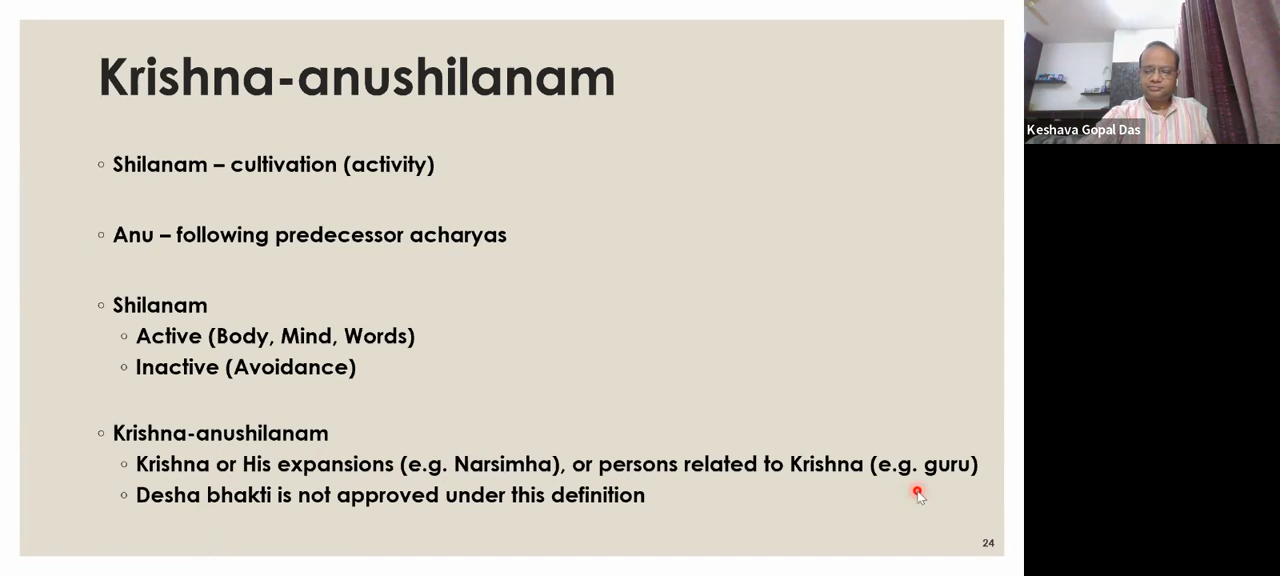 Krishna-anushilanam
Shilanam – cultivation (activity)
Anu – following predecessor acharyas
Shilanam
Active (Body, Mind, Words)
Inactive (Avoidance)
Krishna-anushilanam
Krishna or His expansions (e.g. Narsimha), or persons related to Krishna (e.g. guru)
Desha bhakti is not approved under this definition
24
Keshava Gopal Das